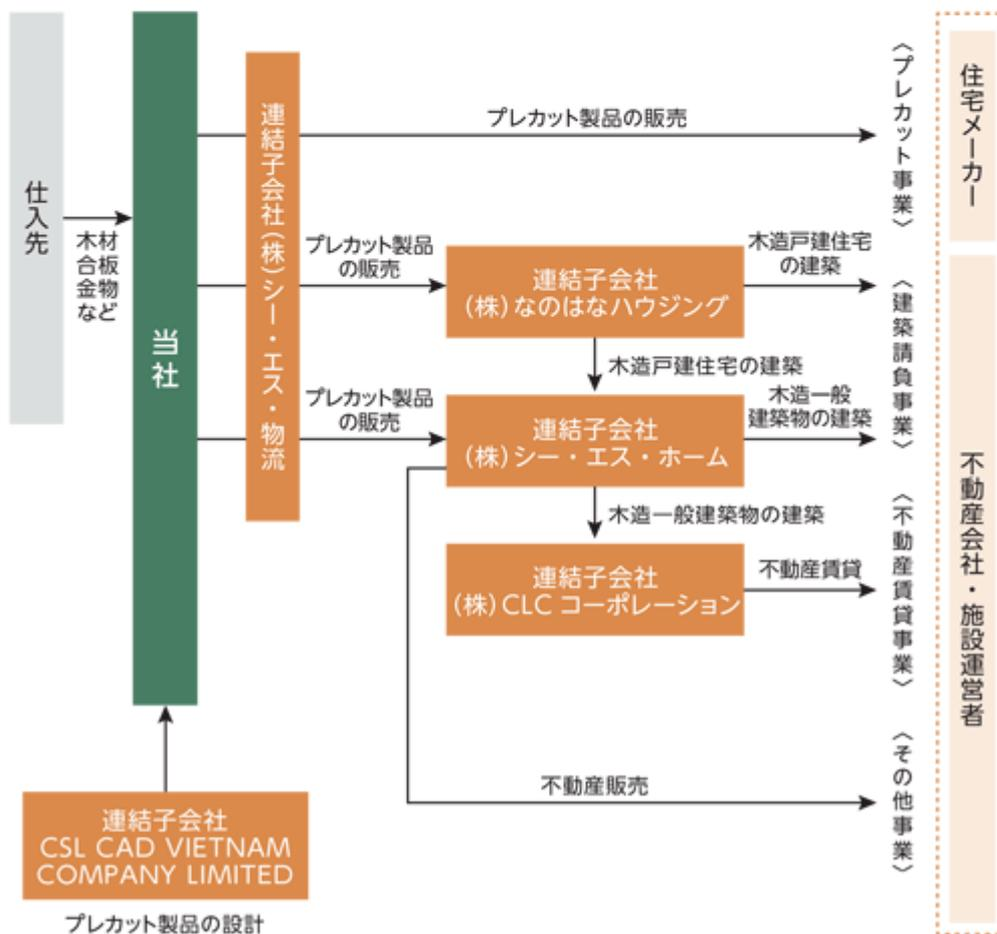 仕入先
木材
合板
金物
など
当社
連結子会社(株)シー・エス・物流
プレカット製品の販売
〈プレカット事業〉
プレカット製品
の販売
連結子会社
(株)なのはなハウジング
木造戸建住宅
の建築
木造戸建住宅の建築
〈建築請負事業〉
プレカット製品
の販売
連結子会社
(株)シー・エス・ホーム
木造一般
建築物の建築
木造一般建築物の建築
連結子会社
(株)CLC コーポレーション
不動産賃貸
〈不動産賃貸事業〉
不動産販売
〈その他事業〉
住宅メーカー
不動産会社・施設運営者
連結子会社
CSL CAD VIETNAM
COMPANY LIMITED
プレカット製品の設計